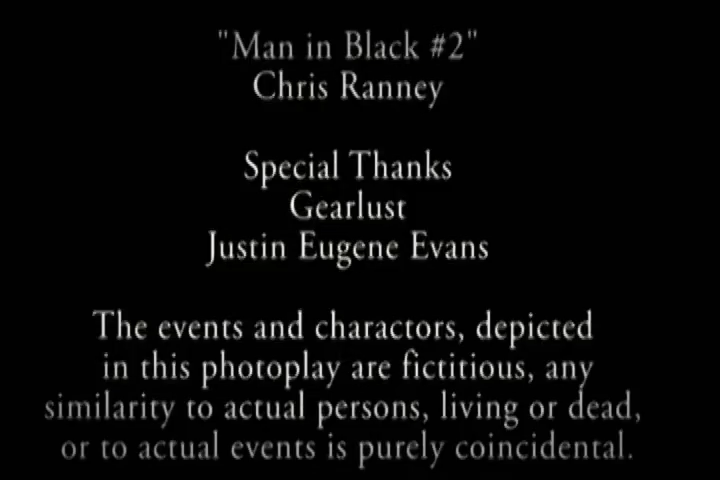 "Man in Black #2"
Chris Ranney
Special Thanks
Gearlust
Justin Eugene Evans
The events and charactors, depicted
in this photoplay are fictitious, any
similarity to actual persons, living or dead,
or to actual events is purely coincidental.